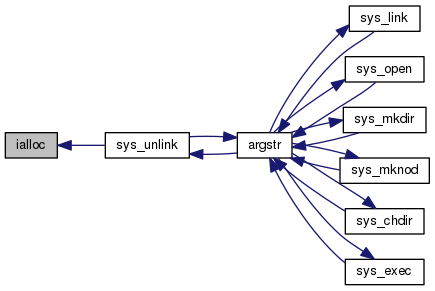 sys_link
sys_open
sys_mkdir
ialloc
sys_unlink
argstr
sys_mknod
sys_chdir
sys_exec